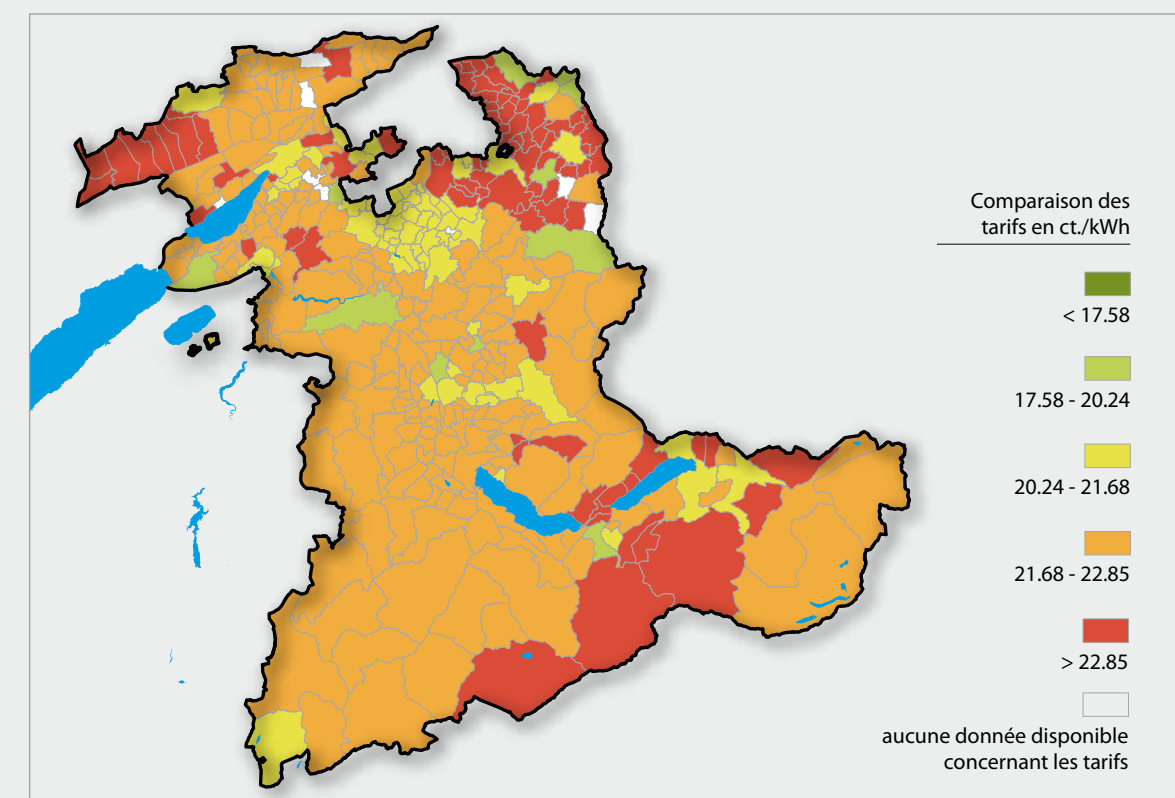 Comparaison des
tarifs en ct./kWh
< 17.58
17.58 - 20.24
20.24 - 21.68
21.68 - 22.85
> 22.85
aucune donnée disponible
concernant les tarifs